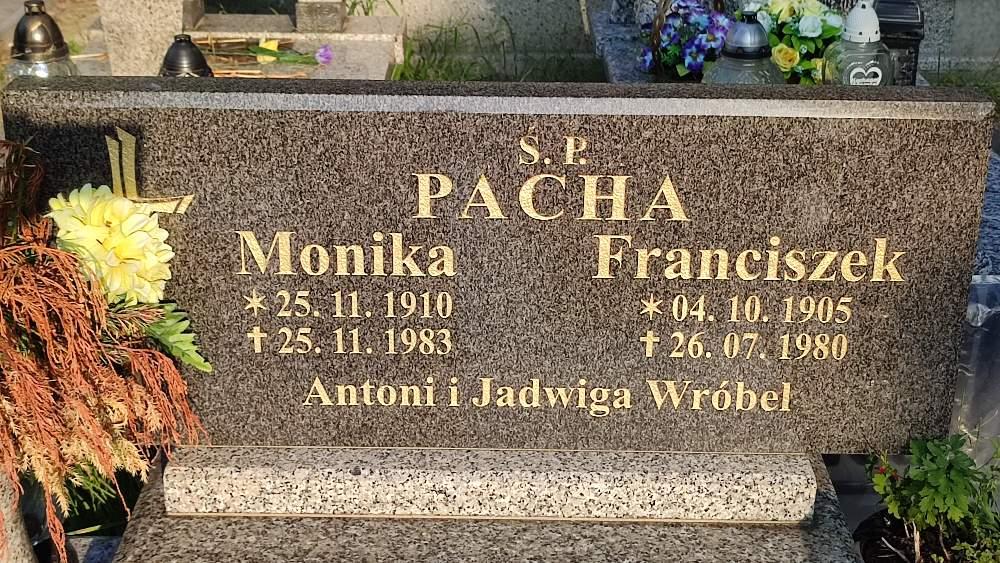 Ś. P.
PACHA
Monika
✶ 25. 11. 1910
✝ 25. 11. 1983
Franciszek
✶ 04. 10. 1905
✝ 26. 07. 1980
Antoni i Jadwiga Wróbel